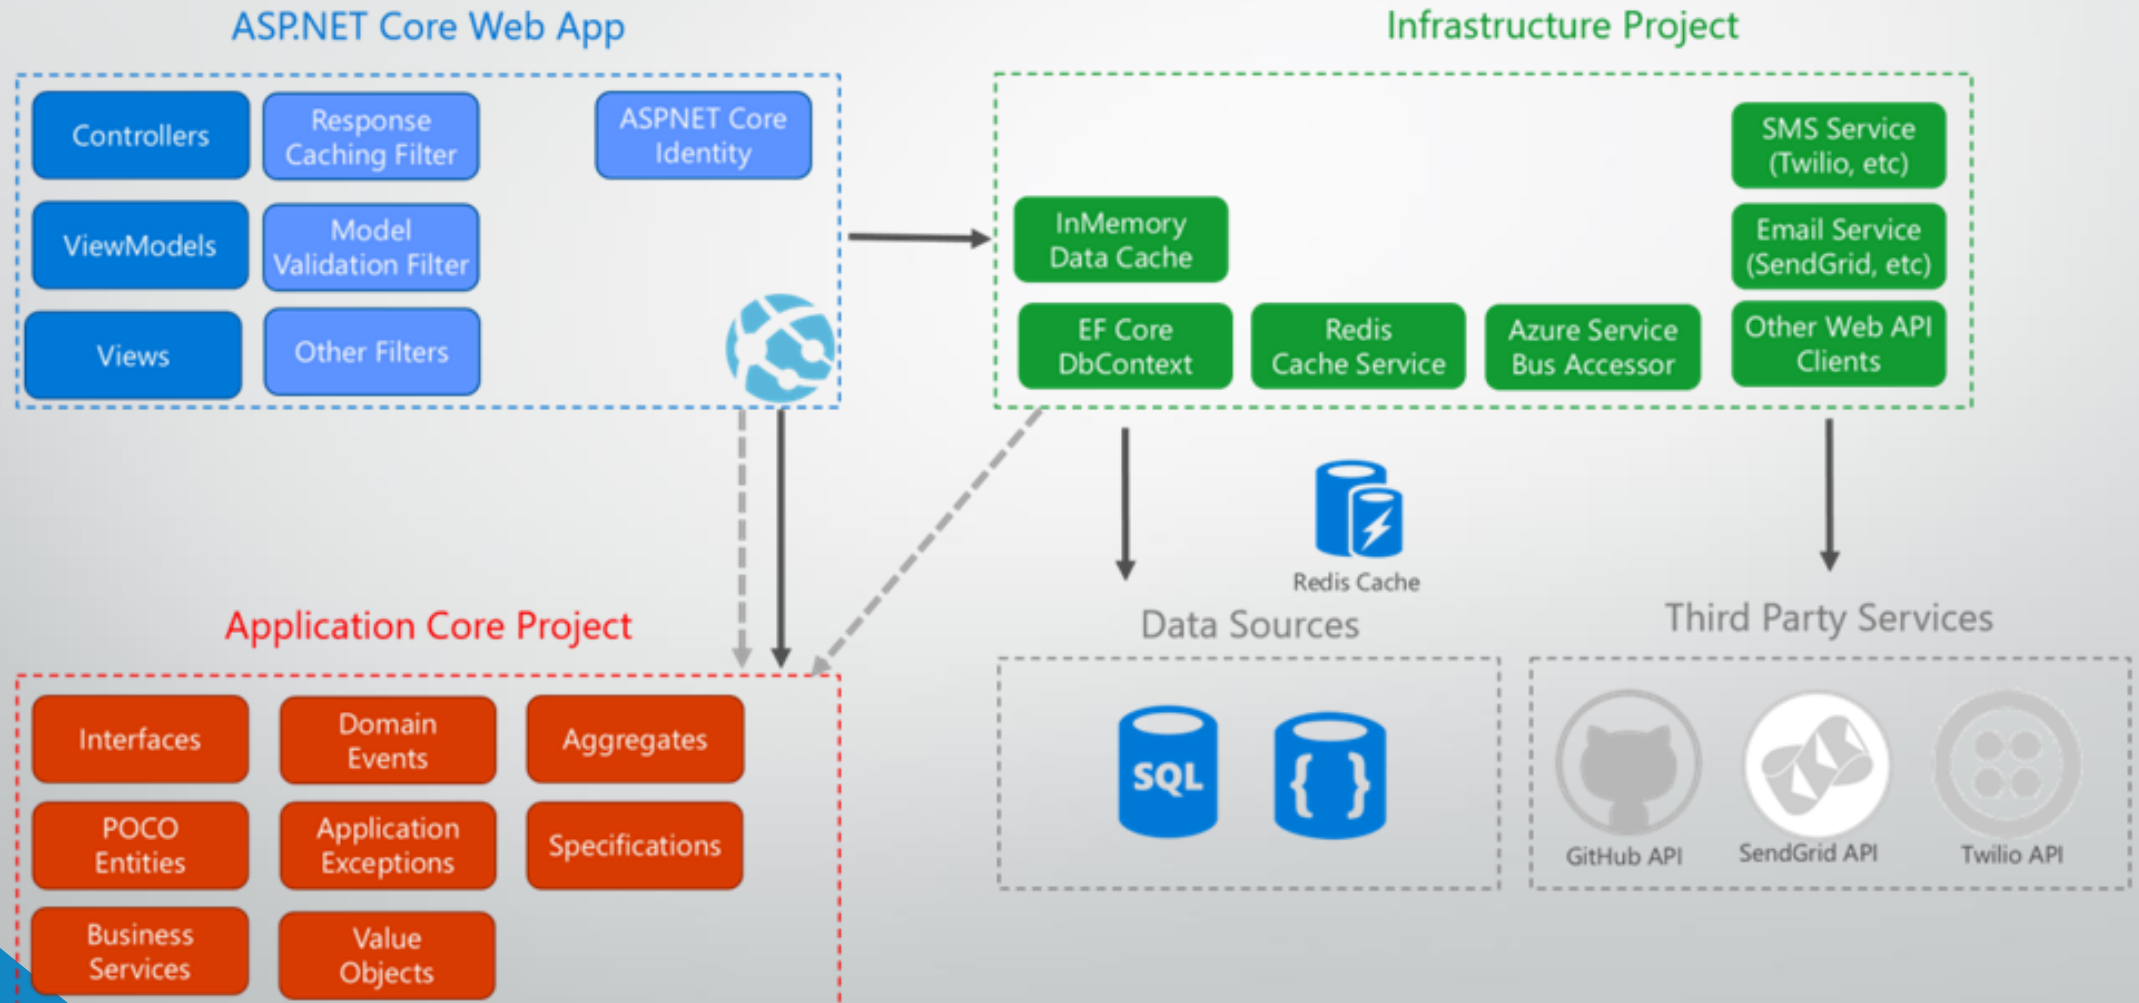 ASP.NET Core Web App
Infrastructure Project
Controllers
Response
Caching Filter
ASPNET Core
Identity
ViewModels
Model
Validation Filter
Views
Other Filters
SMS Service
(Twilio, etc)
InMemory
Data Cache
Email Service
(SendGrid, etc)
EF Core
DbContext
Redis
Cache Service
Azure Service
Bus Accessor
Other Web API
Clients
Redis Cache
Application Core Project
Data Sources
Third Party Services
Interfaces
Domain
Events
Aggregates
POCO
Entities
Application
Exceptions
Specifications
Business
Services
Value
Objects
SQL
{ }
GitHub API
SendGrid API
Twilio API